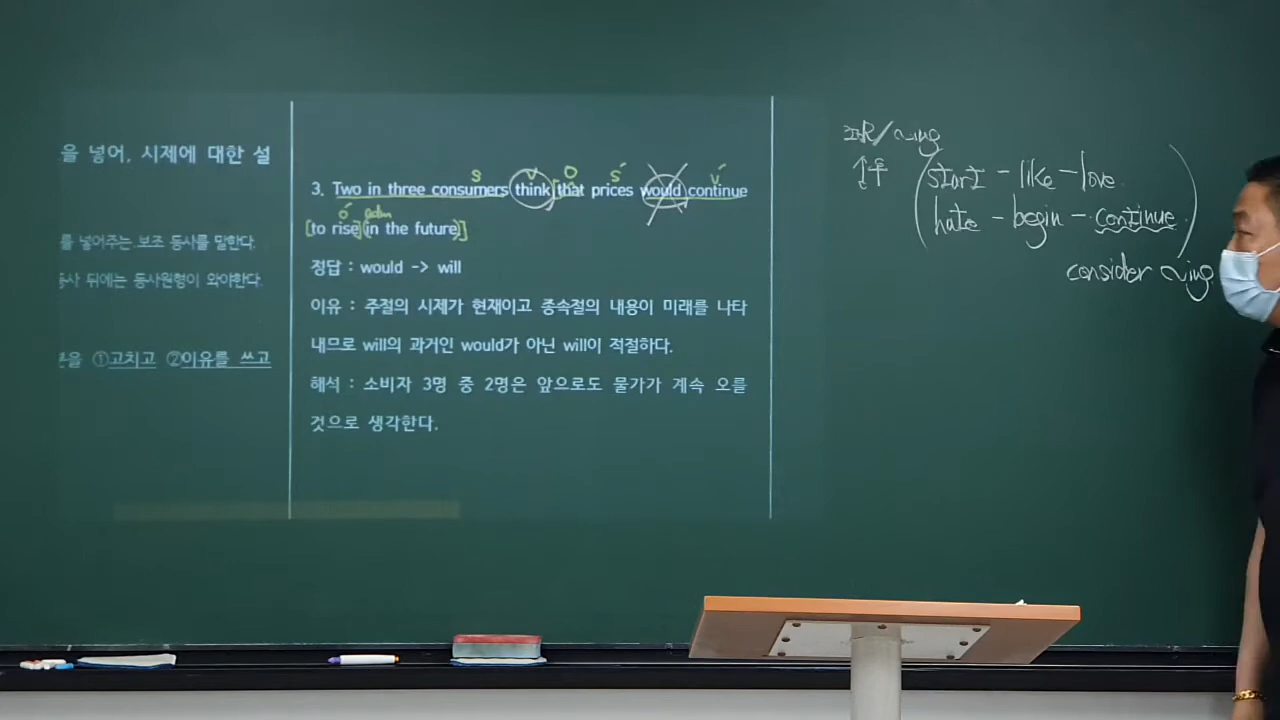 을 넣어, 시제에 대한 설
를 넣어주는 보조 동사를 말한다.
동사 뒤에는 동사원형이 와야한다.
①고치고 ②이유를 쓰고
S V O S´ V´
3. Two in three consumers think that prices would continue
O´
[to rise] (in the future)]
정답 : would -> will
이유 : 주절의 시제가 현재이고 종속절의 내용이 미래를 나타
내므로 will의 과거인 would가 아닌 will이 적절하다.
해석 : 소비자 3명 중 2명은 앞으로도 물가가 계속 오를
것으로 생각한다.
/~ing
start - like - love
hate - begin - continue
consider ~ing